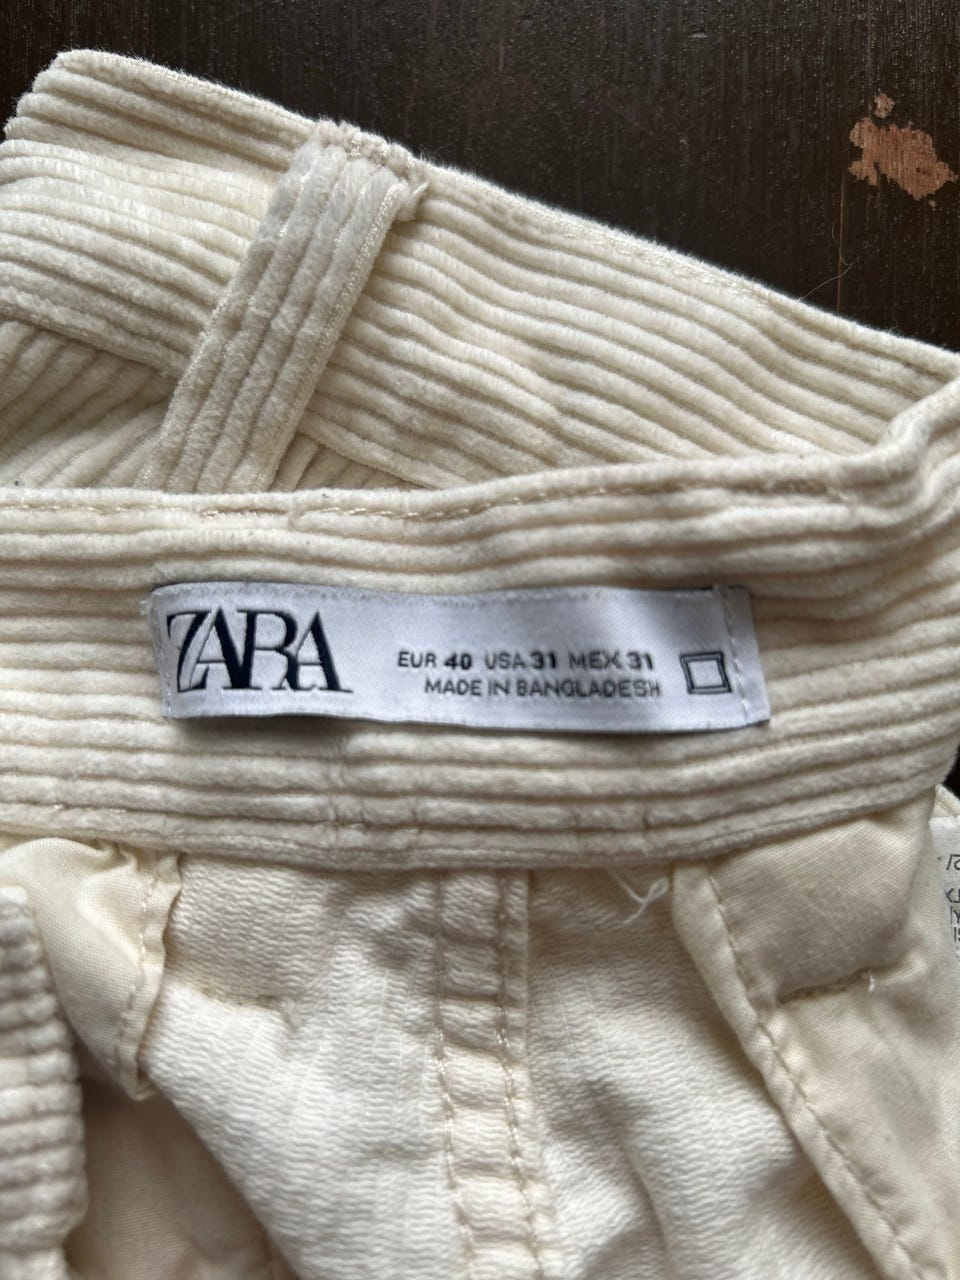 ZARA
EUR 40 USA 31 MEX 31
MADE IN BANGLADESH